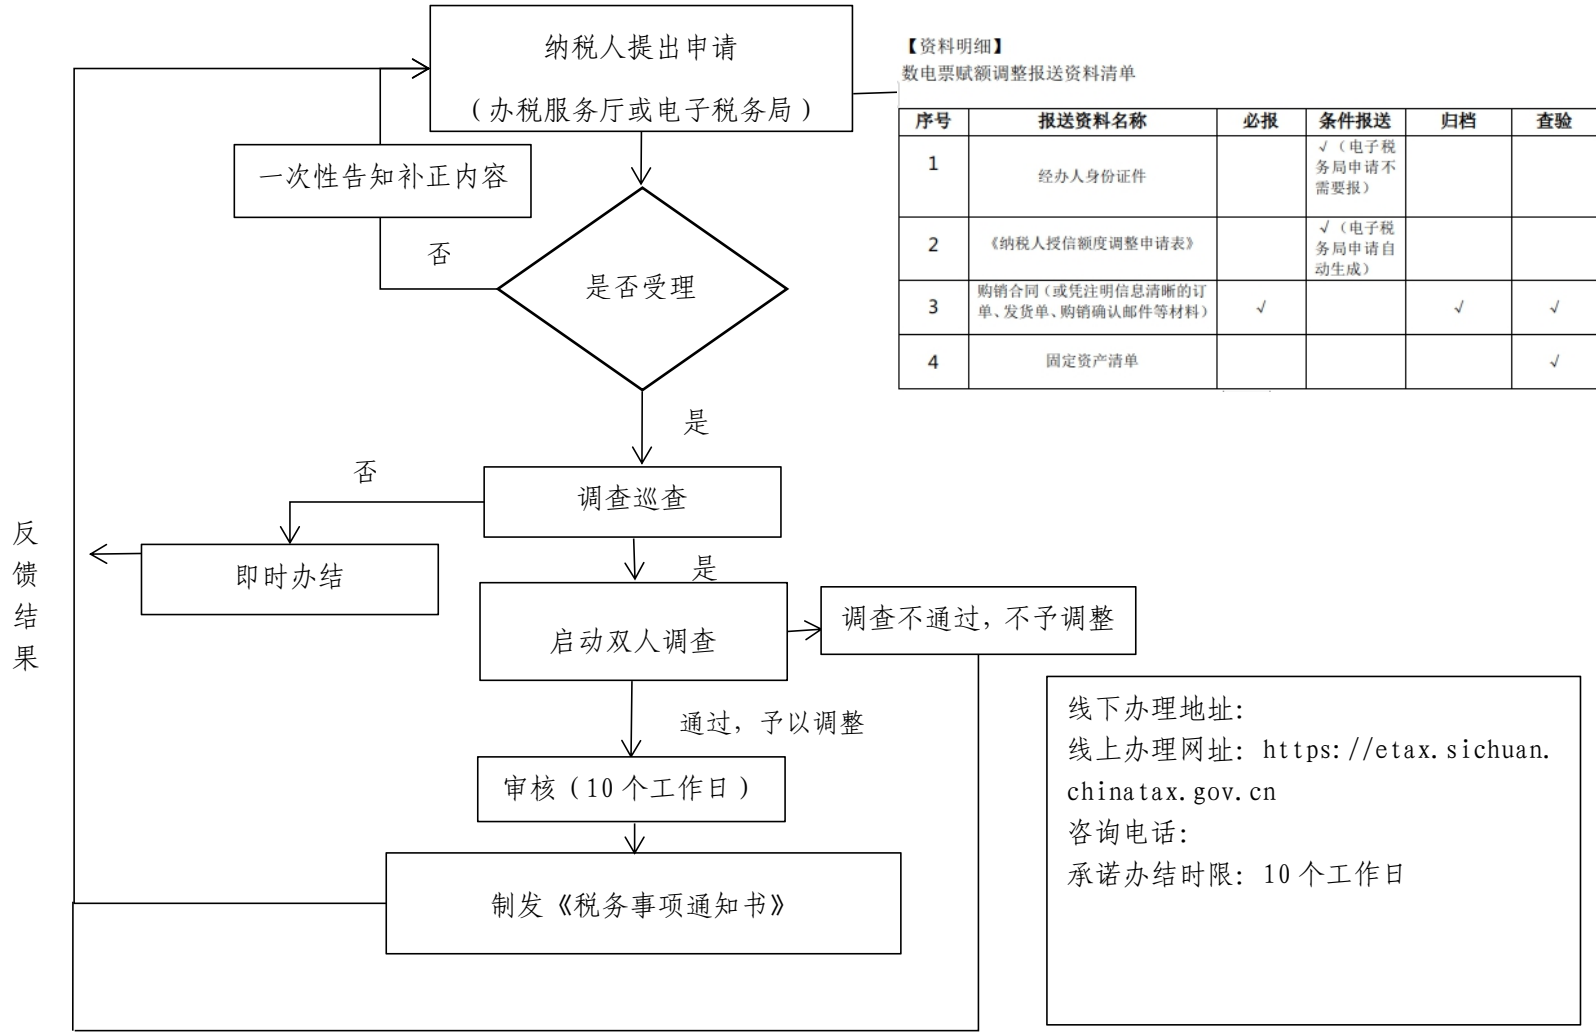 纳税人提出申请
（办税服务厅或电子税务局）
【资料明细】
数电票赋额调整报送资料清单
序号 报送资料名称 必报 条件报送 归档 查验
1 经办人身份证件 √（电子税
务局申请不
需要报）
2 《纳税人授信额度调整申请表》 √（电子税
务局申请自
动生成）
3 购销合同（或凭注明信息清晰的订
单、发货单、购销确认邮件等材料） √ √ √
4 固定资产清单 √
一次性告知补正内容
否
是否受理
是
否
调查巡查
即时办结
是
启动双人调查
调查不通过，不予调整
通过，予以调整
审核（10 个工作日）
制发《税务事项通知书》
反
馈
结
果
线下办理地址：
线上办理网址：https://etax.sichuan.
chinatax.gov.cn
咨询电话：
承诺办结时限：10 个工作日